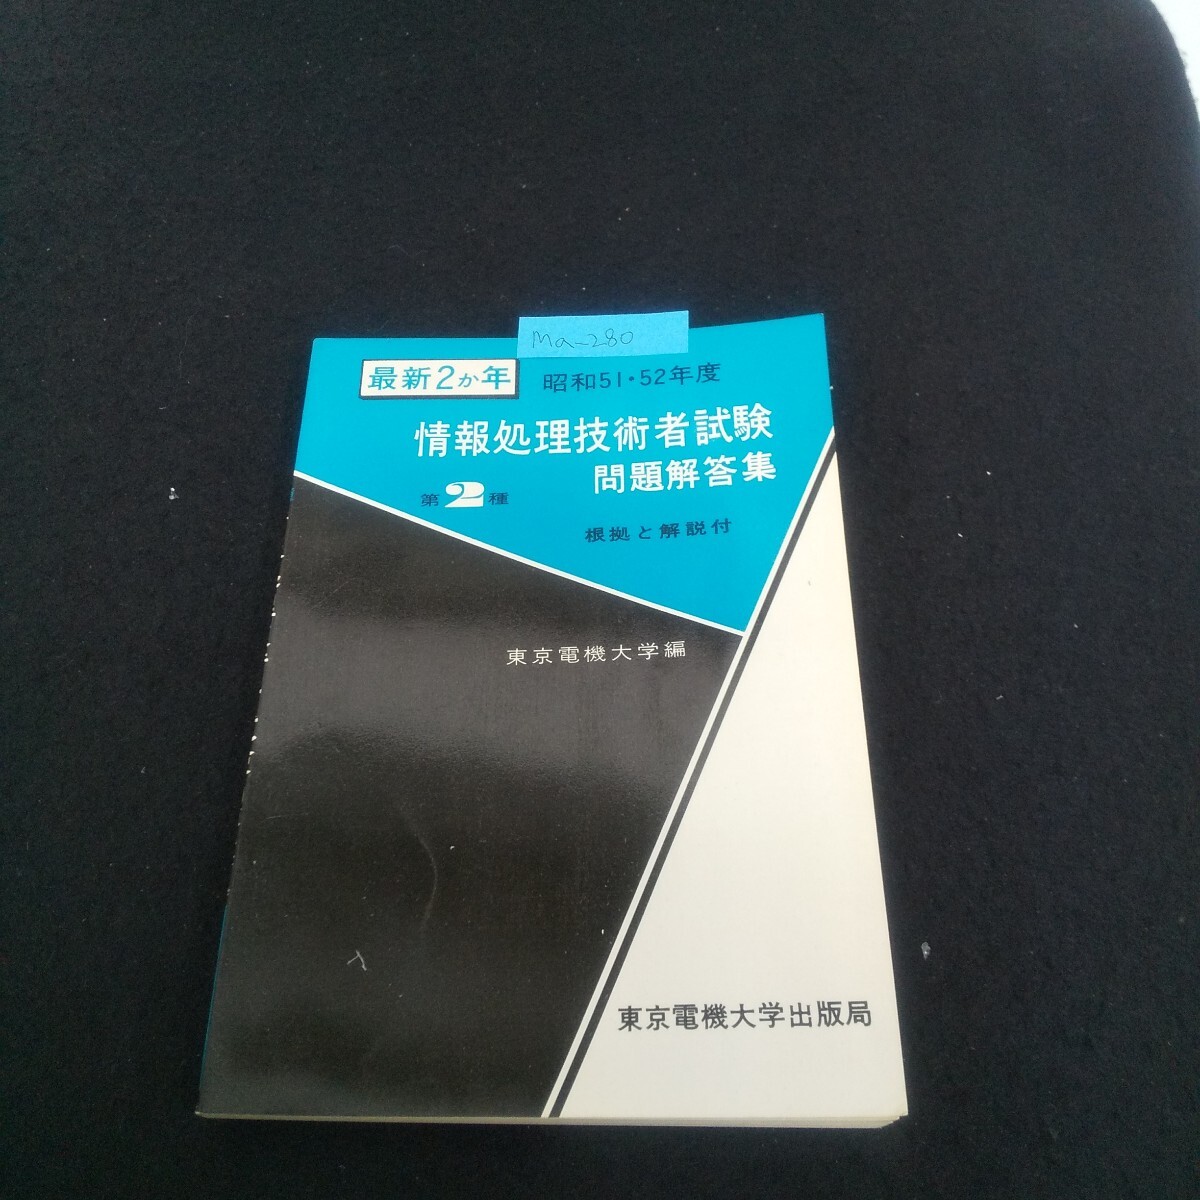 Ma-280
最新2か年
昭和51・52年度
情報処理技術者試験
問題解答集
第2種
根拠と解説付
東京電機大学編
東京電機大学出版局